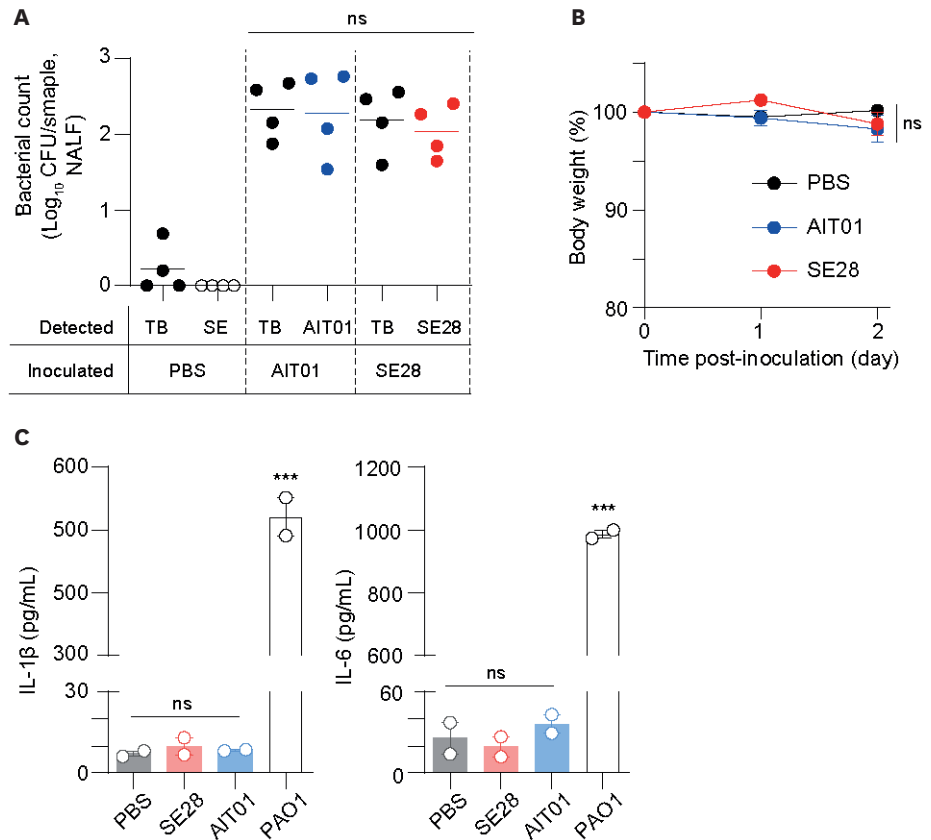 A
ns
3
2
1
0
Bacterial count
(Log10 CFU/smaple,
NALF)
Detected TB SE TB AIT01 TB SE28
Inoculated PBS AIT01 SE28
B
100
90
80
Body weight (%)
ns
PBS
AIT01
SE28
0 1 2
Time post-inoculation (day)
C
600
500
500
300
30
0
IL-1β (pg/mL)
***
ns
PBS SE28 AIT01 PAO1
1200
1000
800
600
60
0
IL-6 (pg/mL)
***
ns
PBS SE28 AIT01 PAO1